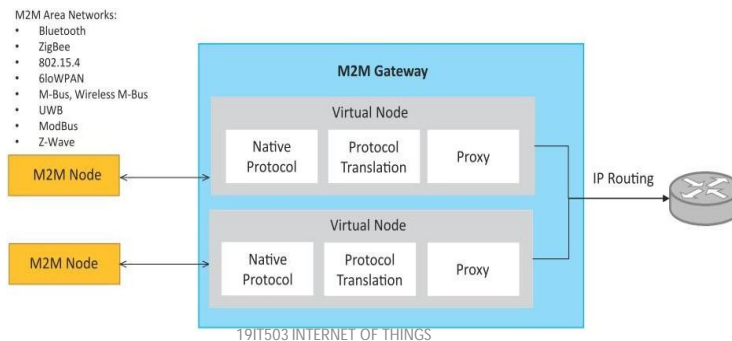 M2M Area Networks:
• Bluetooth
• ZigBee
• 802.15.4
• 6loWPAN
• M-Bus, Wireless M-Bus
• UWB
• ModBus
• Z-Wave
M2M Node
M2M Gateway
Virtual Node
Native
Protocol
Protocol
Translation
Proxy
IP Routing
M2M Node
Virtual Node
Native
Protocol
Protocol
Translation
Proxy
19IT503 INTERNET OF THINGS